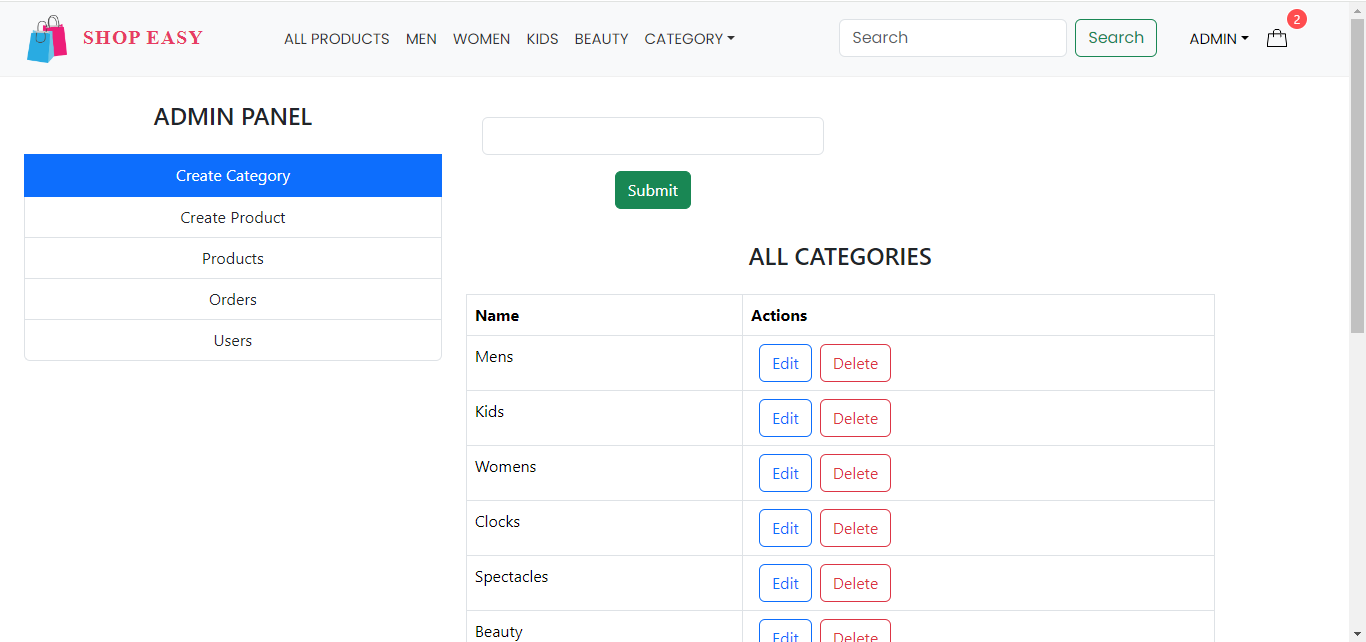 SHOP EASY
ALL PRODUCTS MEN WOMEN KIDS BEAUTY CATEGORY
Search
Search
ADMIN
2
ADMIN PANEL
Create Category
Create Product
Products
Orders
Users
Submit
ALL CATEGORIES
Name Actions
Mens Edit Delete
Kids Edit Delete
Womens Edit Delete
Clocks Edit Delete
Spectacles Edit Delete
Beauty Edit Delete